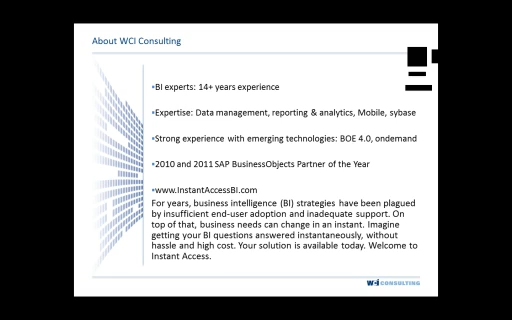 About WCI Consulting
▪BI experts: 14+ years experience
▪Expertise: Data management, reporting & analytics, Mobile, sybase
▪Strong experience with emerging technologies: BOE 4.0, ondemand
▪2010 and 2011 SAP BusinessObjects Partner of the Year
▪www.InstantAccessBI.com
For years, business intelligence (BI) strategies have been plagued
by insufficient end-user adoption and inadequate support. On
top of that, business needs can change in an instant. Imagine
getting your BI questions answered instantaneously, without
hassle and high cost. Your solution is available today. Welcome to
Instant Access.
WCI CONSULTING